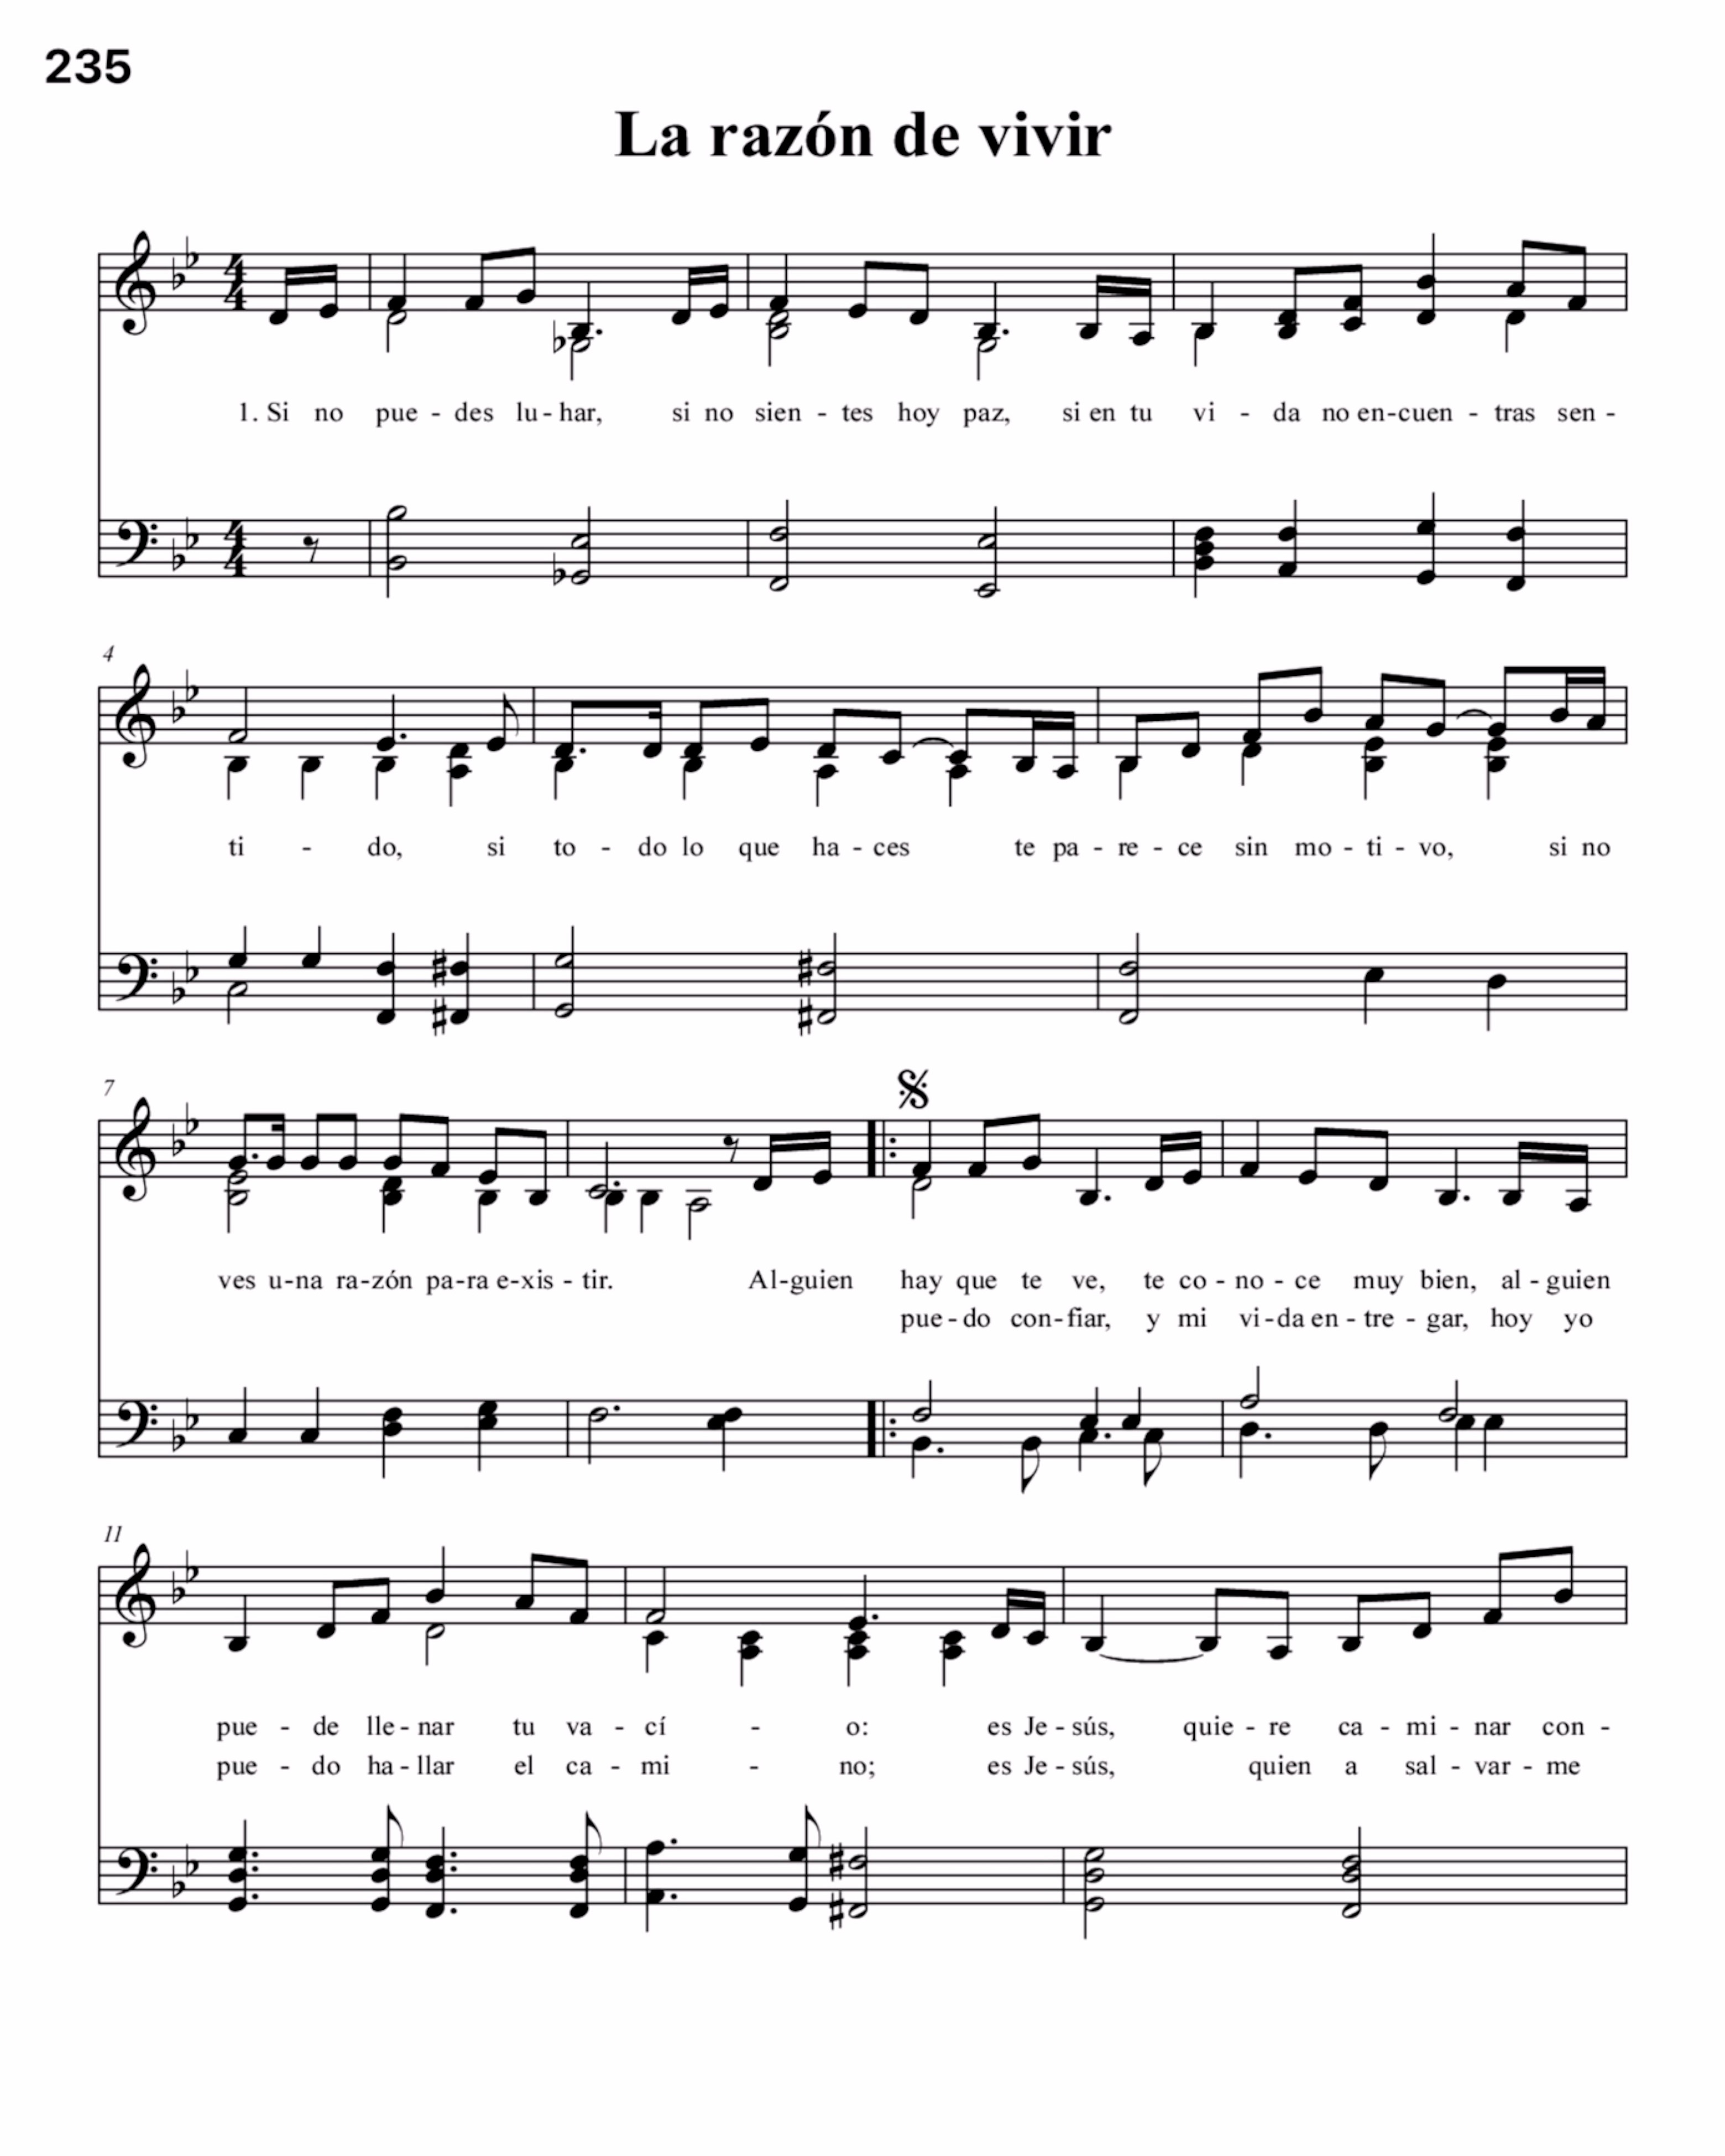 235
La razón de vivir
1. Si no pue - des lu - har, si no sien - tes hoy paz, si en tu vi - da no en-cuen - tras sen -
4
ti - do, si to - do lo que ha - ces te pa - re - ce sin mo - ti - vo, si no
7
ves u-na ra-zón pa-ra e-xis - tir. Al-guien hay que te ve, te co - no - ce muy bien, al - guien
pue - do con-fiar, y mi vi-da en - tre - gar, hoy yo
11
pue - de lle - nar tu va - cí - o: es Je - sús, quie - re ca - mi - nar con -
pue - do ha - llar el ca - mi - no; es Je - sús, quien a sal - var - me